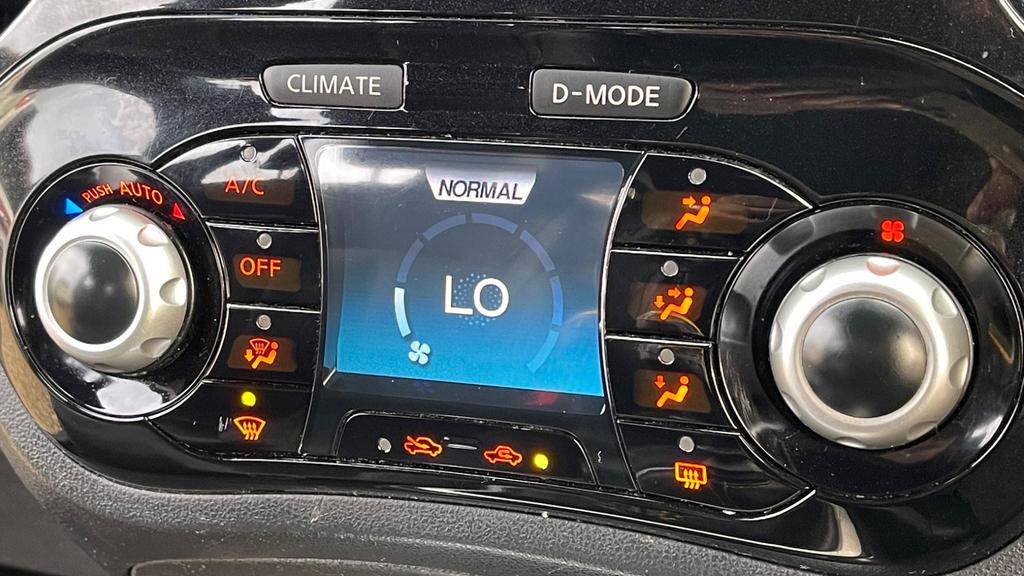 CLIMATE
D-MODE
PUSH AUTO
A/C
NORMAL
OFF
LO